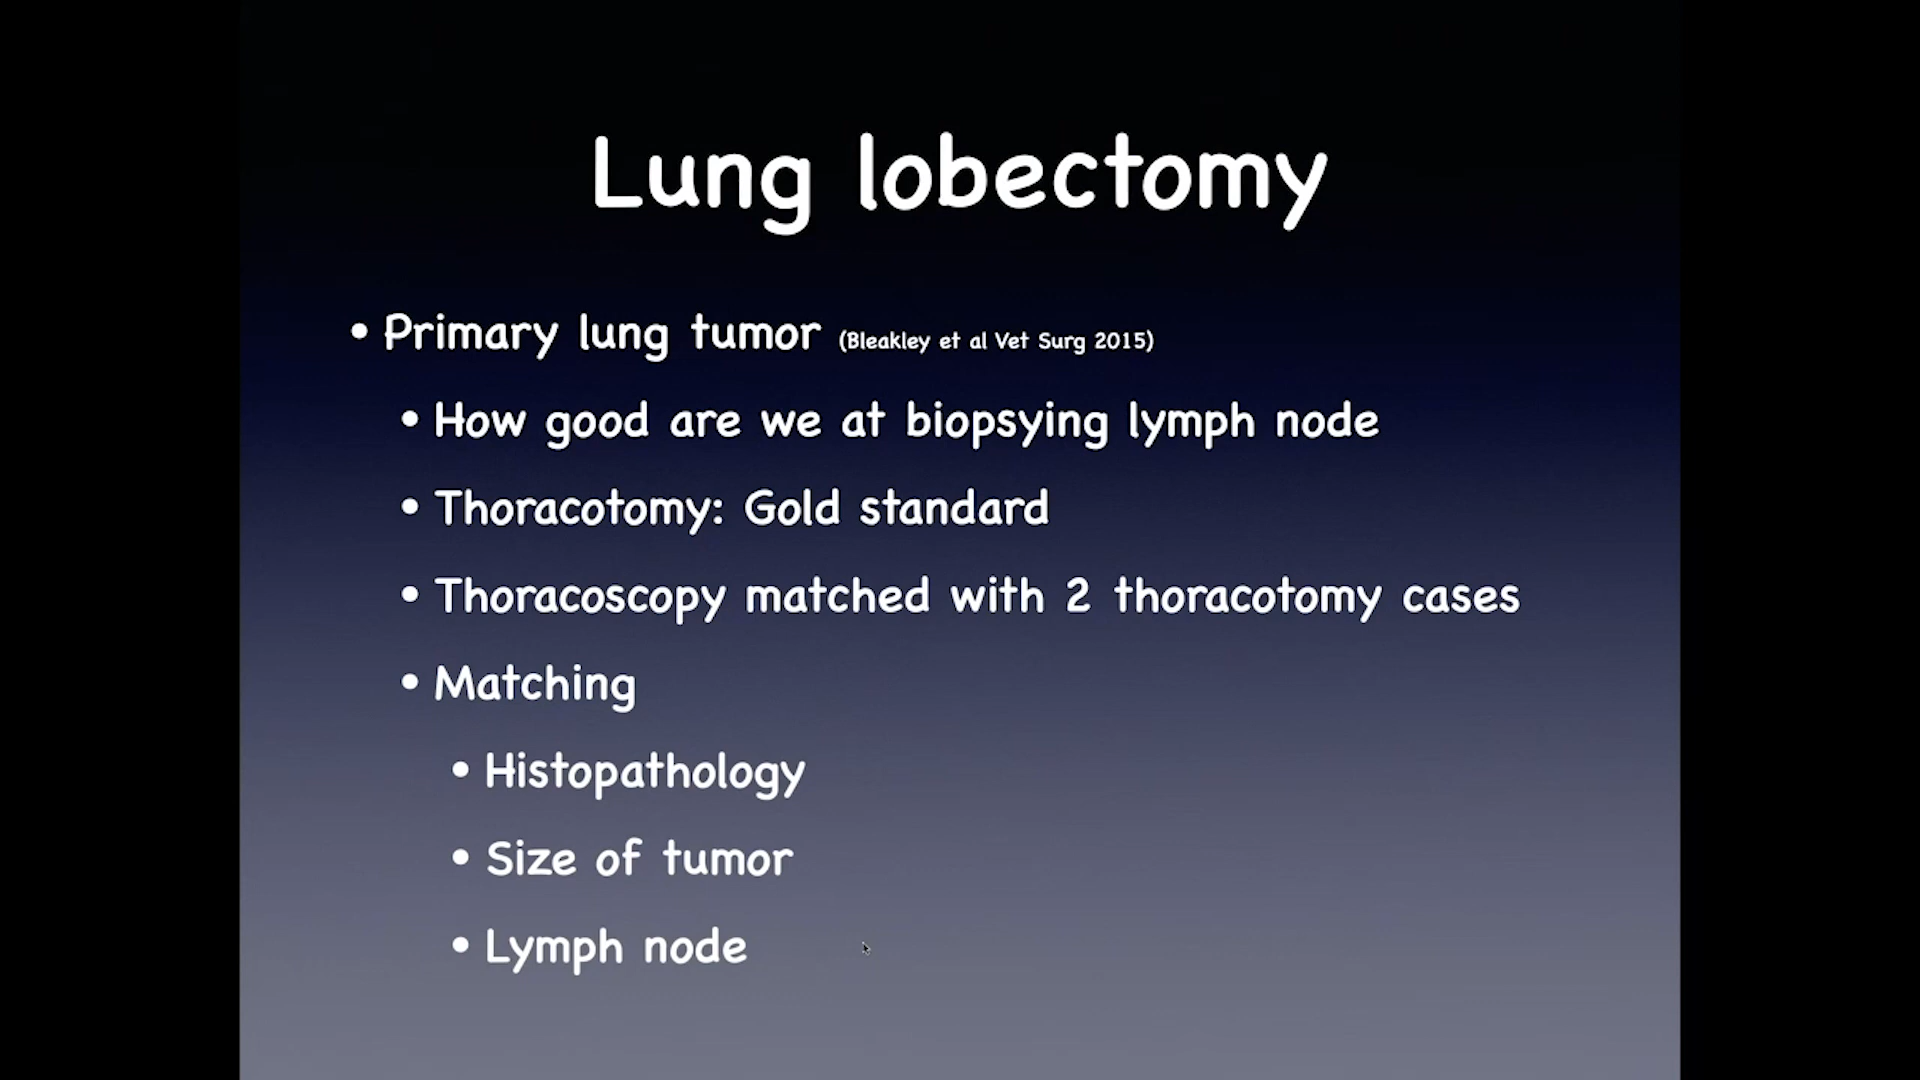 Lung lobectomy
• Primary lung tumor (Bleakley et al Vet Surg 2015)
• How good are we at biopsying lymph node
• Thoracotomy: Gold standard
• Thoracoscopy matched with 2 thoracotomy cases
• Matching
• Histopathology
• Size of tumor
• Lymph node